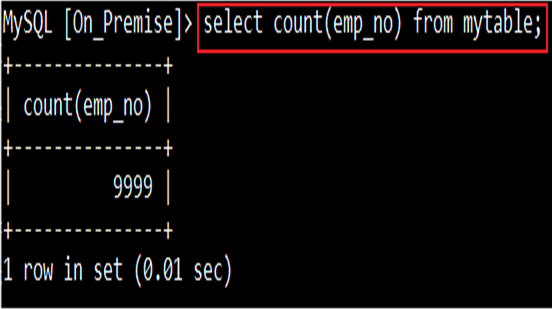 MySQL [On_Premise]> select count(emp_no) from mytable;
+---------------+
| count(emp_no) |
+---------------+
|          9999 |
+---------------+
1 row in set (0.01 sec)